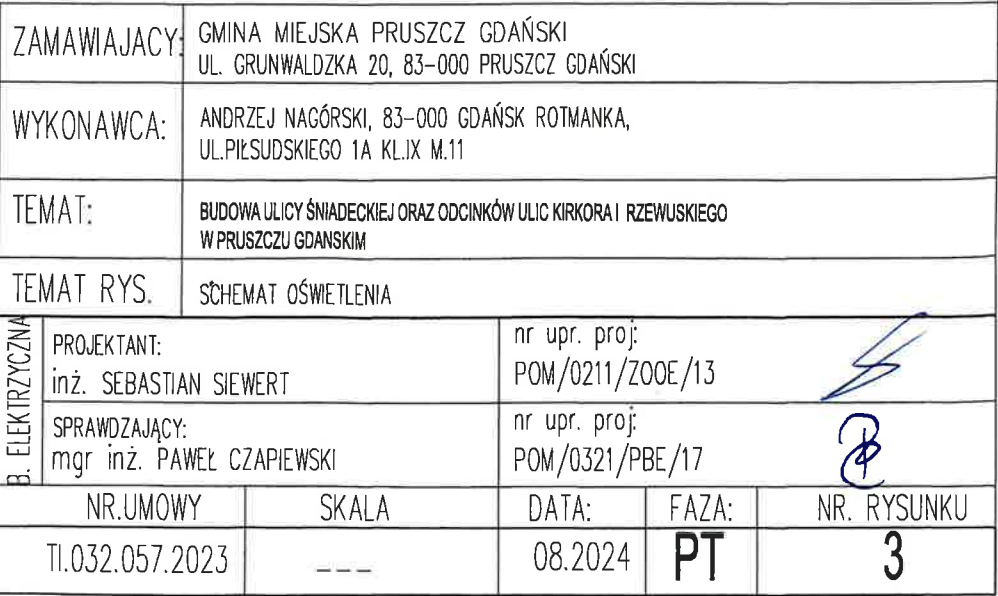 ZAMAWIAJACY:
GMINA MIEJSKA PRUSZCZ GDAŃSKI
UL. GRUNWALDZKA 20, 83-000 PRUSZCZ GDAŃSKI
WYKONAWCA:
ANDRZEJ NAGÓRSKI, 83-000 GDAŃSK ROTMANKA,
UL.PIŁSUDSKIEGO 1A KL.IX M.11
TEMAT:
BUDOWA ULICY ŚNIADECKIEJ ORAZ ODCINKÓW ULIC KIRKORA I RZEWUSKIEGO
W PRUSZCZU GDANSKIM
TEMAT RYS.
SCHEMAT OŚWIETLENIA
B. ELEKTRZYCZNA
PROJEKTANT:
inż. SEBASTIAN SIEWERT
nr upr. proj:
POM/0211/ZOOE/13
SPRAWDZAJĄCY:
mgr inż. PAWEŁ CZAPIEWSKI
nr upr. proj:
POM/0321/PBE/17
NR.UMOWY SKALA DATA: FAZA: NR. RYSUNKU
TI.032.057.2023 --- 08.2024 PT 3